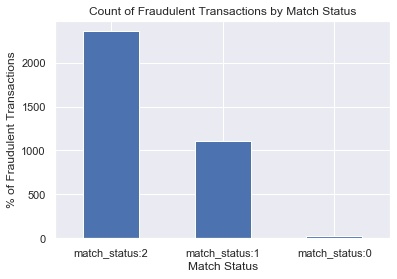 Count of Fraudulent Transactions by Match Status
% of Fraudulent Transactions
2000
1500
1000
500
0
match_status:2 match_status:1 match_status:0
Match Status